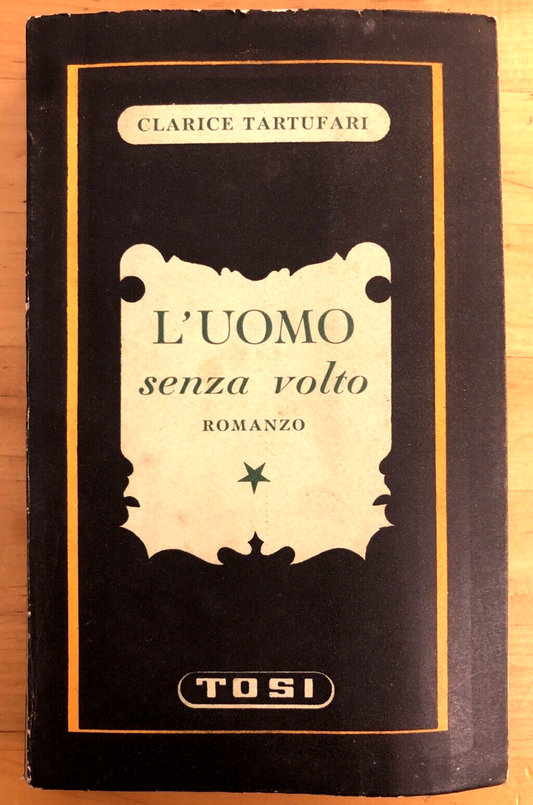 CLARICE TARTUFARI
L'UOMO
senza volto
ROMANZO
TOSI